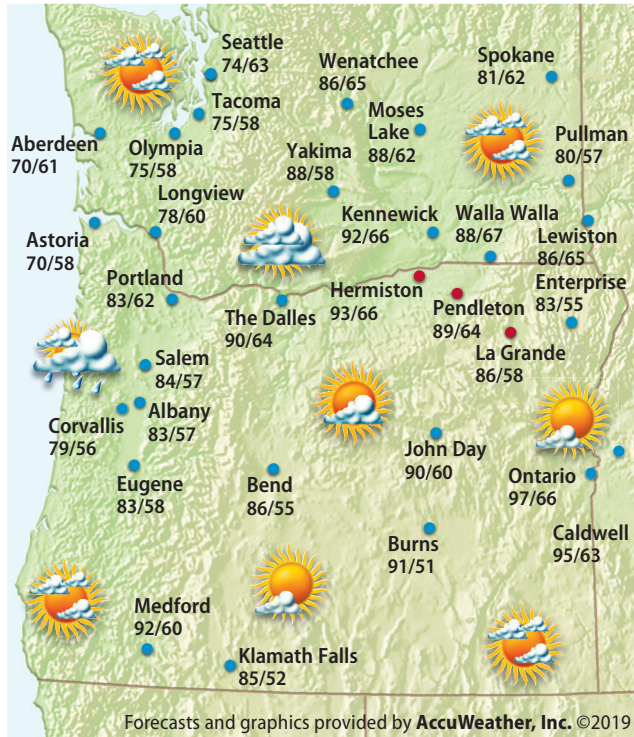 Seattle
74/63
Wenatchee
86/65
Spokane
81/62
Tacoma
75/58
Moses
Lake
88/62
Aberdeen
70/61
Olympia
75/58
Yakima
88/58
Pullman
80/57
Longview
78/60
Kennewick
92/66
Walla Walla
88/67
Lewiston
86/65
Astoria
70/58
Portland
83/62
The Dalles
90/64
Hermiston
93/66
Pendleton
89/64
Enterprise
83/55
La Grande
86/58
Salem
84/57
Albany
83/57
Corvallis
79/56
John Day
90/60
Ontario
97/66
Eugene
83/58
Bend
86/55
Burns
91/51
Caldwell
95/63
Medford
92/60
Klamath Falls
85/52
Forecasts and graphics provided by AccuWeather, Inc. ©2019